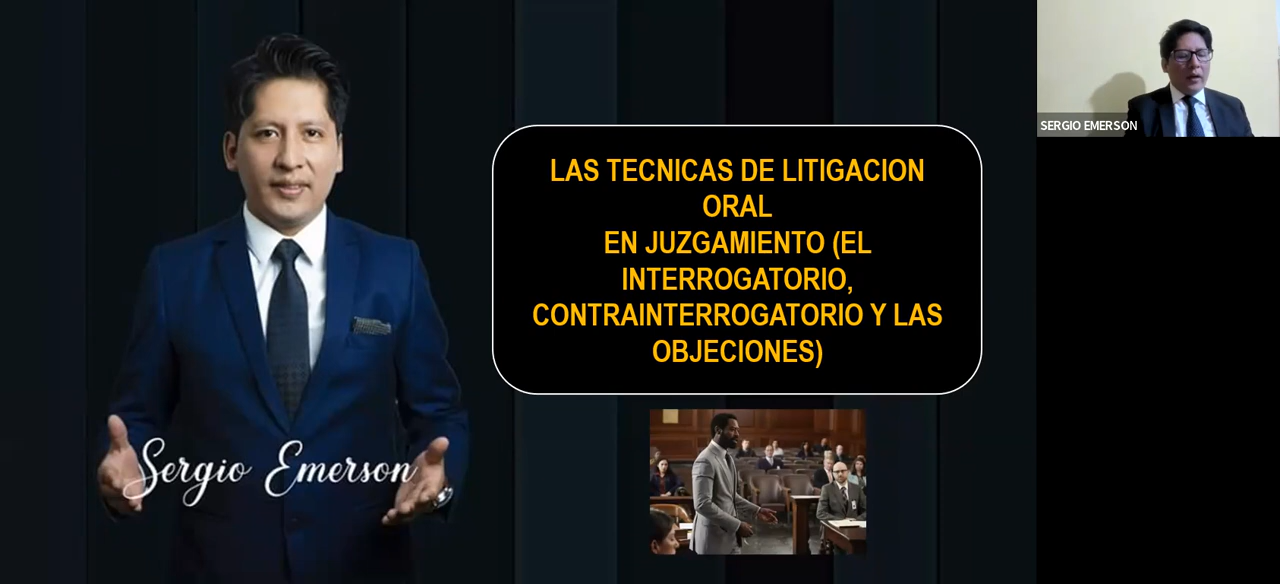 LAS TECNICAS DE LITIGACION
ORAL
EN JUZGAMIENTO (EL
INTERROGATORIO,
CONTRAINTERROGATORIO Y LAS
OBJECIONES)
Sergio Emerson
SERGIO EMERSON